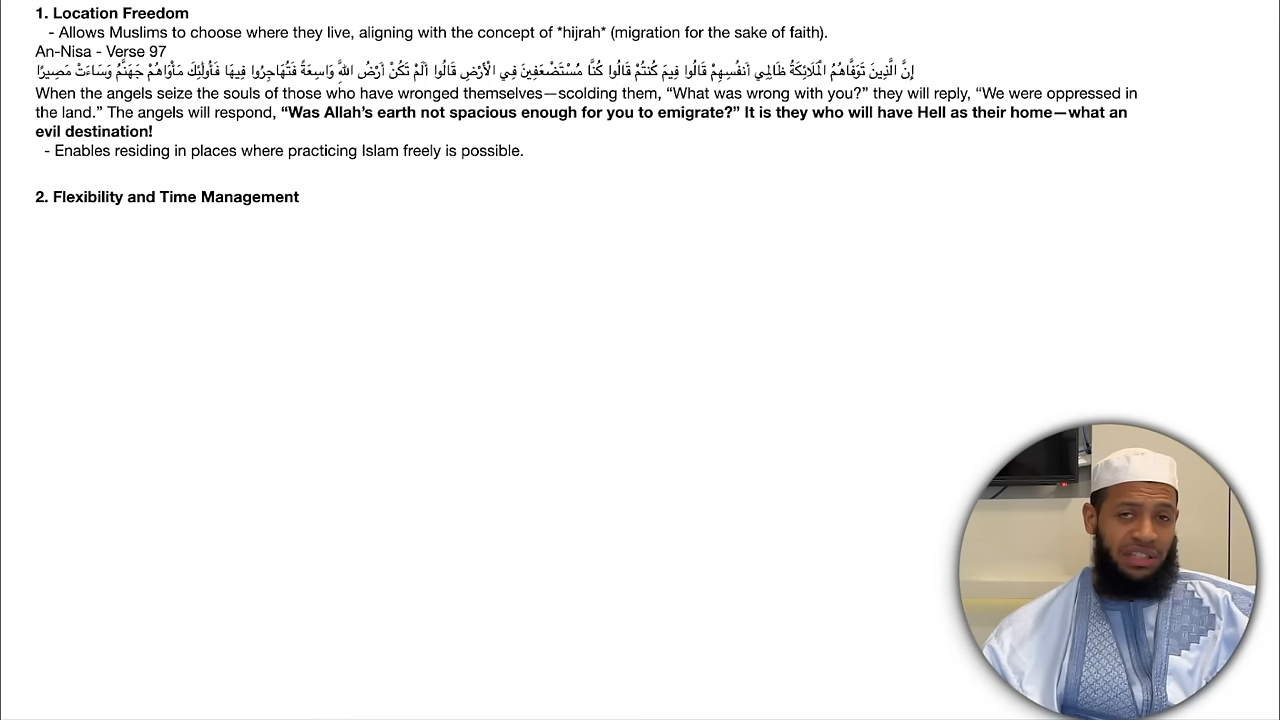 1. Location Freedom
- Allows Muslims to choose where they live, aligning with the concept of *hijrah* (migration for the sake of faith).
An-Nisa - Verse 97
إِنَّ الَّذِينَ تَوَفَّاهُمُ الْمَلَائِكَةُ ظَالِمِي أَنفُسِهِمْ قَالُوا فِيمَ كُنتُمْ قَالُوا كُنَّا مُسْتَضْعَفِينَ فِي الْأَرْضِ قَالُوا أَلَمْ تَكُنْ أَرْضُ اللَّهِ وَاسِعَةً فَتُهَاجِرُوا فِيهَا فَأُولَٰئِكَ مَأْوَاهُمْ جَهَنَّمُ وَسَاءَتْ مَصِيرًا
When the angels seize the souls of those who have wronged themselves—scolding them, “What was wrong with you?” they will reply, “We were oppressed in
the land.” The angels will respond, “Was Allah’s earth not spacious enough for you to emigrate?” It is they who will have Hell as their home—what an
evil destination!
- Enables residing in places where practicing Islam freely is possible.
2. Flexibility and Time Management